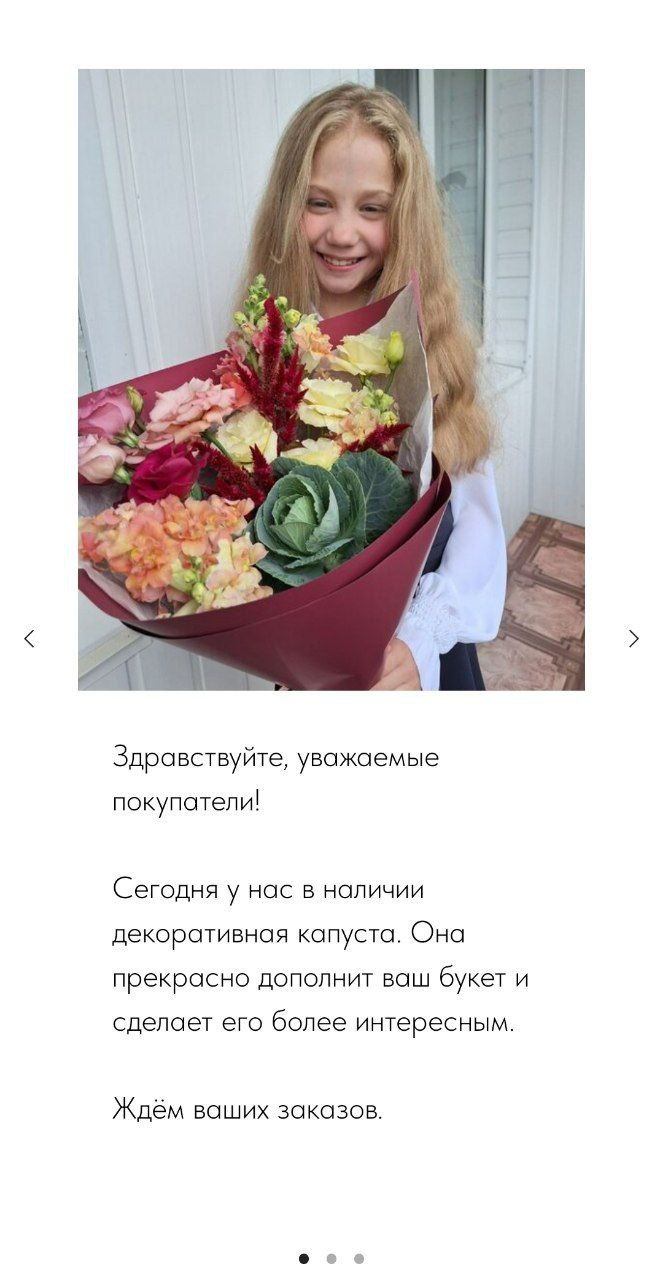 Здравствуйте, уважаемые
покупатели!
Сегодня у нас в наличии
декоративная капуста. Она
прекрасно дополнит ваш букет и
сделает его более интересным.
Ждём ваших заказов.